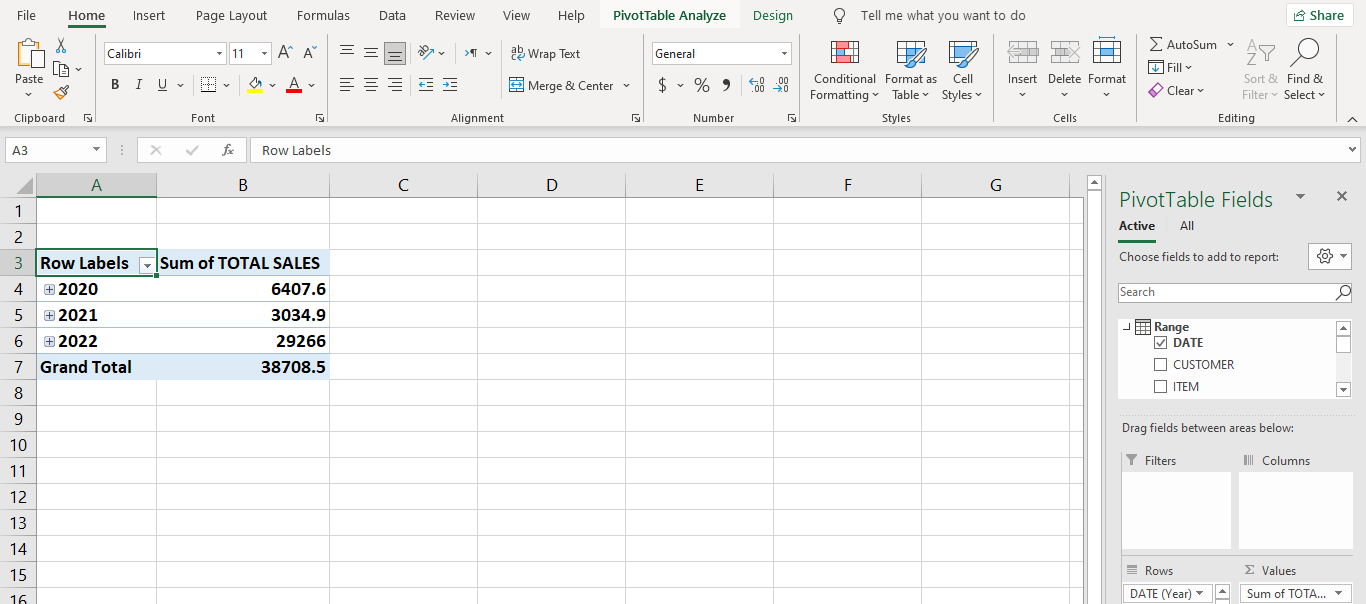 File Home Insert Page Layout Formulas Data Review View Help PivotTable Analyze Design Tell me what you want to do Share
Paste
Calibri 11
B I U A
Wrap Text
Merge & Center
General
$ % 9
Conditional Formatting
Format as Table
Cell Styles
Insert Delete Format
AutoSum
Fill
Clear
Sort & Filter
Find & Select
Clipboard Font Alignment Number Styles Cells Editing
A3 fx Row Labels
A B C D E F G
1
2
3 Row Labels Sum of TOTAL SALES
4 2020 6407.6
5 2021 3034.9
6 2022 29266
7 Grand Total 38708.5
8
9
10
11
12
13
14
15
16
PivotTable Fields
Active All
Choose fields to add to report:
Search
Range
DATE
CUSTOMER
ITEM
Drag fields between areas below:
Filters Columns
Rows Values
DATE (Year) Sum of TOTA...